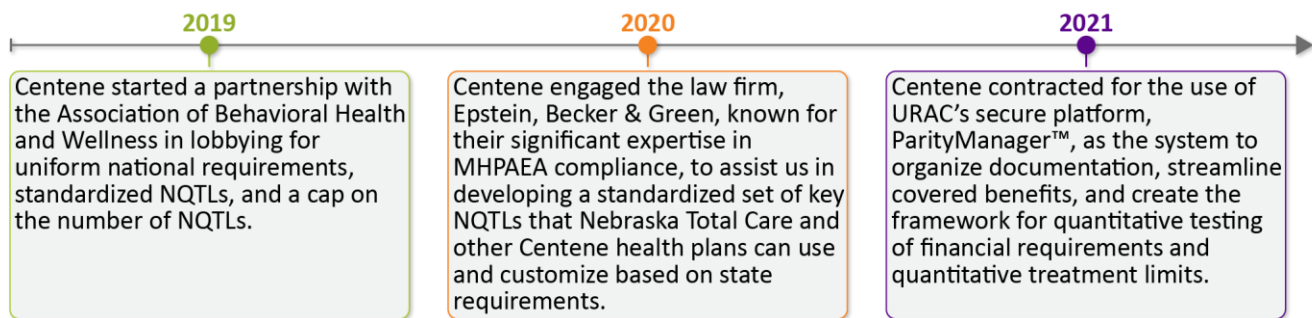 2019
Centene started a partnership with
the Association of Behavioral Health
and Wellness in lobbying for
uniform national requirements,
standardized NQTLs, and a cap on
the number of NQTLs.
2020
Centene engaged the law firm,
Epstein, Becker & Green, known for
their significant expertise in
MHPAEA compliance, to assist us in
developing a standardized set of key
NQTLs that Nebraska Total Care and
other Centene health plans can use
and customize based on state
requirements.
2021
Centene contracted for the use of
URAC’s secure platform,
ParityManager™, as the system to
organize documentation, streamline
covered benefits, and create the
framework for quantitative testing
of financial requirements and
quantitative treatment limits.